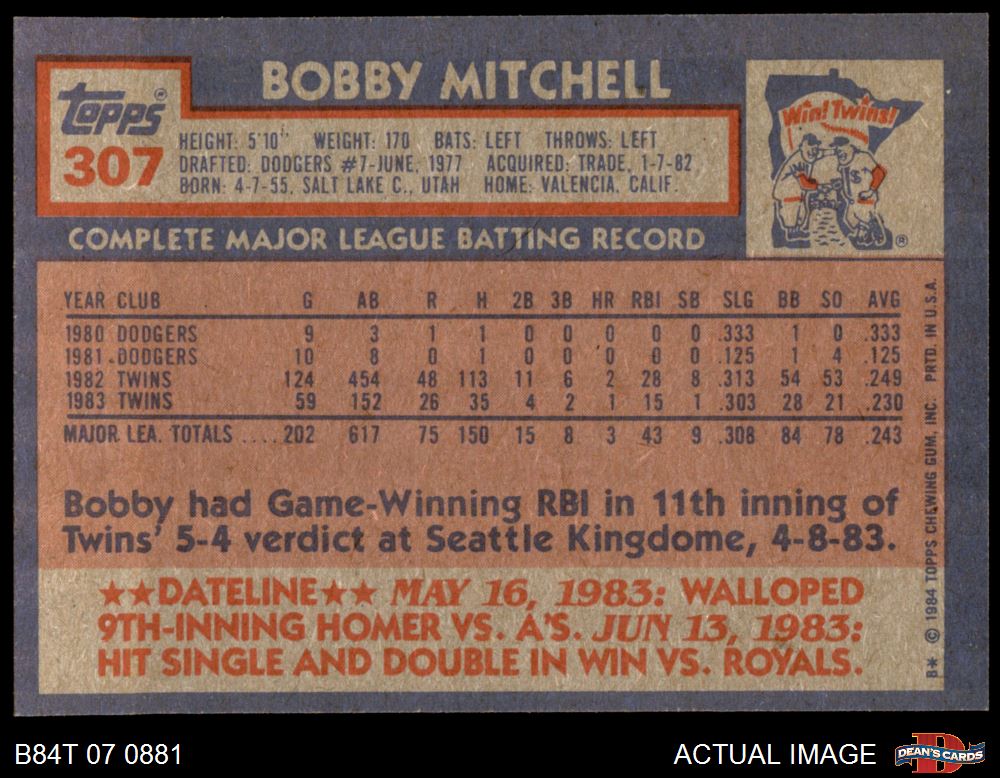 BOBBY MITCHELL
Topps®
307
HEIGHT: 5'10" WEIGHT: 170 BATS: LEFT THROWS: LEFT
DRAFTED: DODGERS #7-JUNE, 1977 ACQUIRED: TRADE, 1-7-82
BORN: 4-7-55, SALT LAKE C., UTAH HOME: VALENCIA, CALIF.
Win! Twins!
®
COMPLETE MAJOR LEAGUE BATTING RECORD
YEAR CLUB G AB R H 2B 3B HR RBI SB SLG BB SO AVG
1980 DODGERS 9 3 1 1 0 0 0 0 0 .333 1 0 .333
1981 DODGERS 10 8 0 1 0 0 0 0 0 .125 1 4 .125
1982 TWINS 124 454 48 113 11 6 2 28 8 .313 54 53 .249
1983 TWINS 59 152 26 35 4 2 1 15 1 .303 28 21 .230
MAJOR LEA. TOTALS .... 202 617 75 150 15 8 3 43 9 .308 84 78 .243
Bobby had Game-Winning RBI in 11th inning of
Twins' 5-4 verdict at Seattle Kingdome, 4-8-83.
★★DATELINE★★ MAY 16, 1983: WALLOPED
9TH-INNING HOMER VS. A'S. JUN 13, 1983:
HIT SINGLE AND DOUBLE IN WIN VS. ROYALS.
B* © 1984 TOPPS CHEWING GUM, INC. PRTD. IN U.S.A.
B84T 07 0881
ACTUAL IMAGE
DEAN'S CARDS